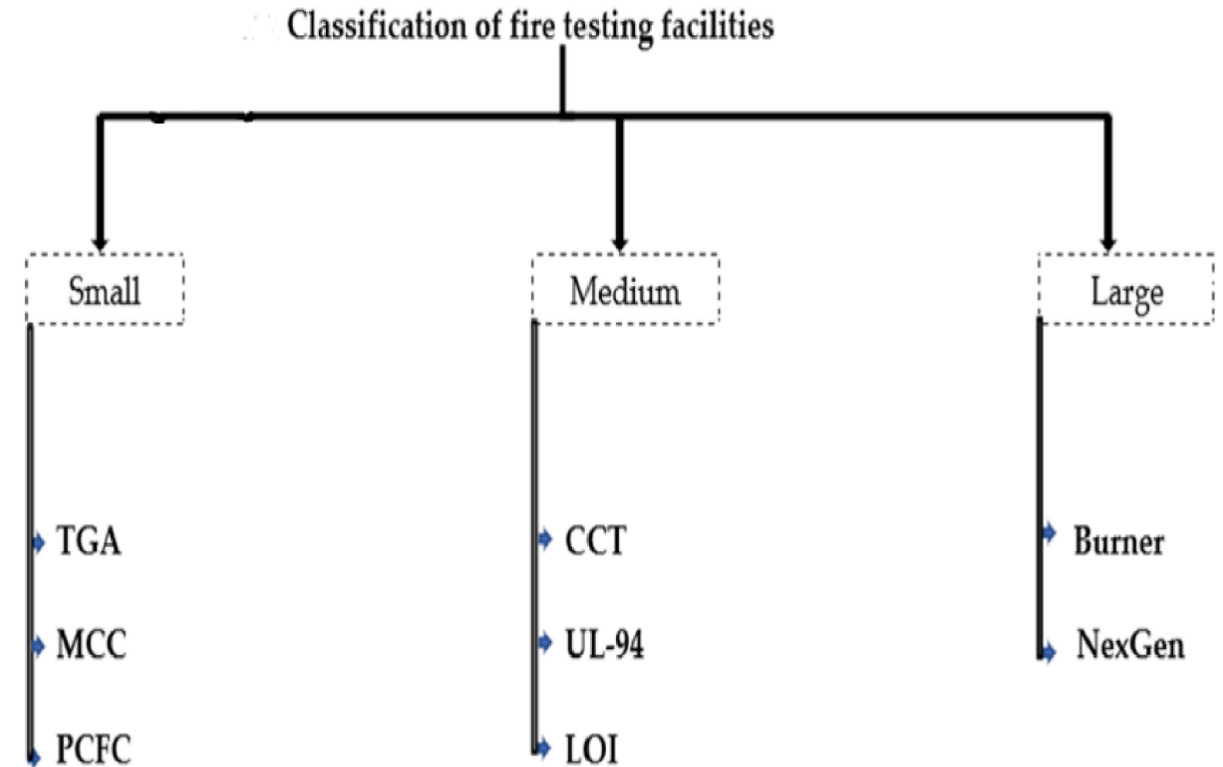 Classification of fire testing facilities
Small
Medium
Large
TGA
MCC
PCFC
CCT
UL-94
LOI
Burner
NexGen